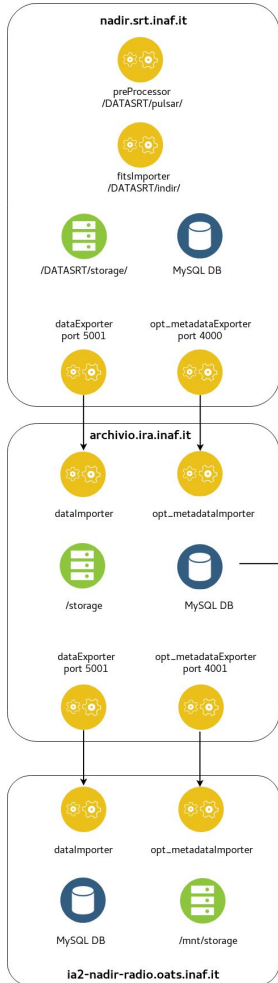 nadir.srt.inaf.it
preProcessor
/DATASRT/pulsar/
fitsImporter
/DATASRT/indir/
/DATASRT/storage/
MySQL DB
dataExporter
port 5001
opt_metadataExporter
port 4000
archivio.ira.inaf.it
dataImporter
opt_metadataImporter
/storage
MySQL DB
dataExporter
port 5001
opt_metadataExporter
port 4001
dataImporter
opt_metadataImporter
MySQL DB
/mnt/storage
ia2-nadir-radio.oats.inaf.it